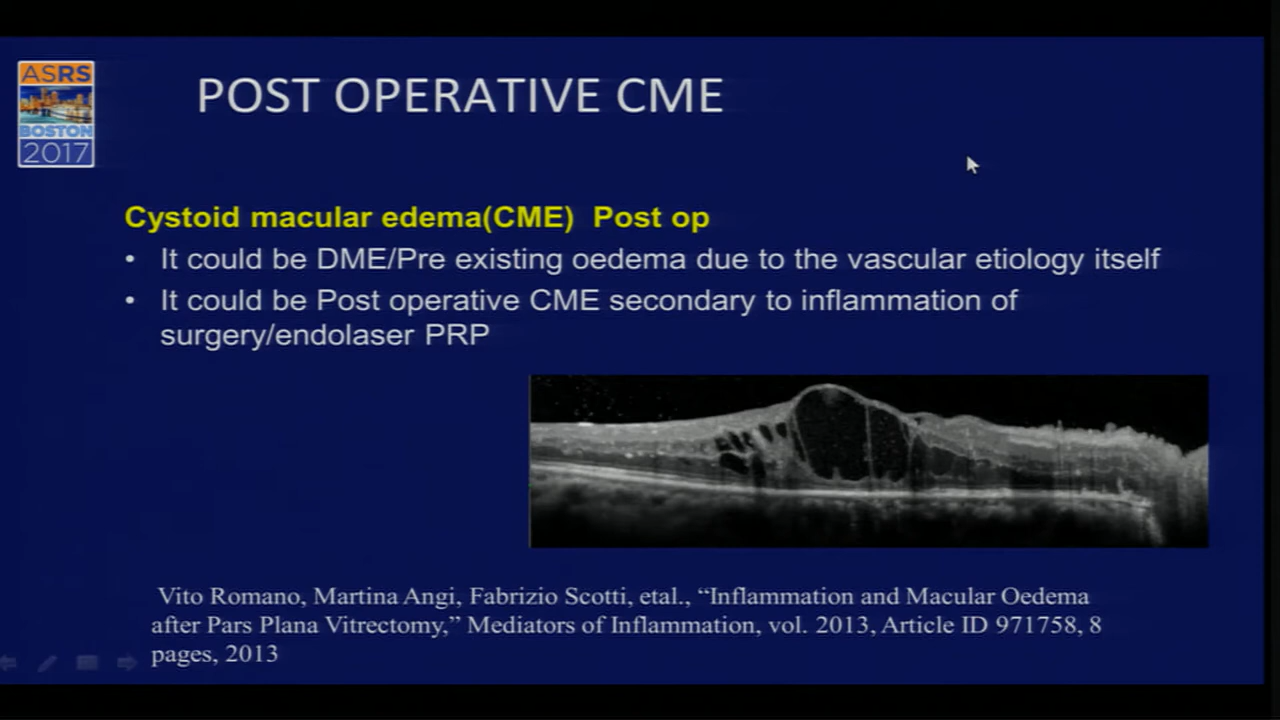 ASRS
BOSTON
2017
POST OPERATIVE CME
Cystoid macular edema(CME) Post op
• It could be DME/Pre existing oedema due to the vascular etiology itself
• It could be Post operative CME secondary to inflammation of
surgery/endolaser PRP
Vito Romano, Martina Angi, Fabrizio Scotti, etal., “Inflammation and Macular Oedema
after Pars Plana Vitrectomy,” Mediators of Inflammation, vol. 2013, Article ID 971758, 8
pages, 2013